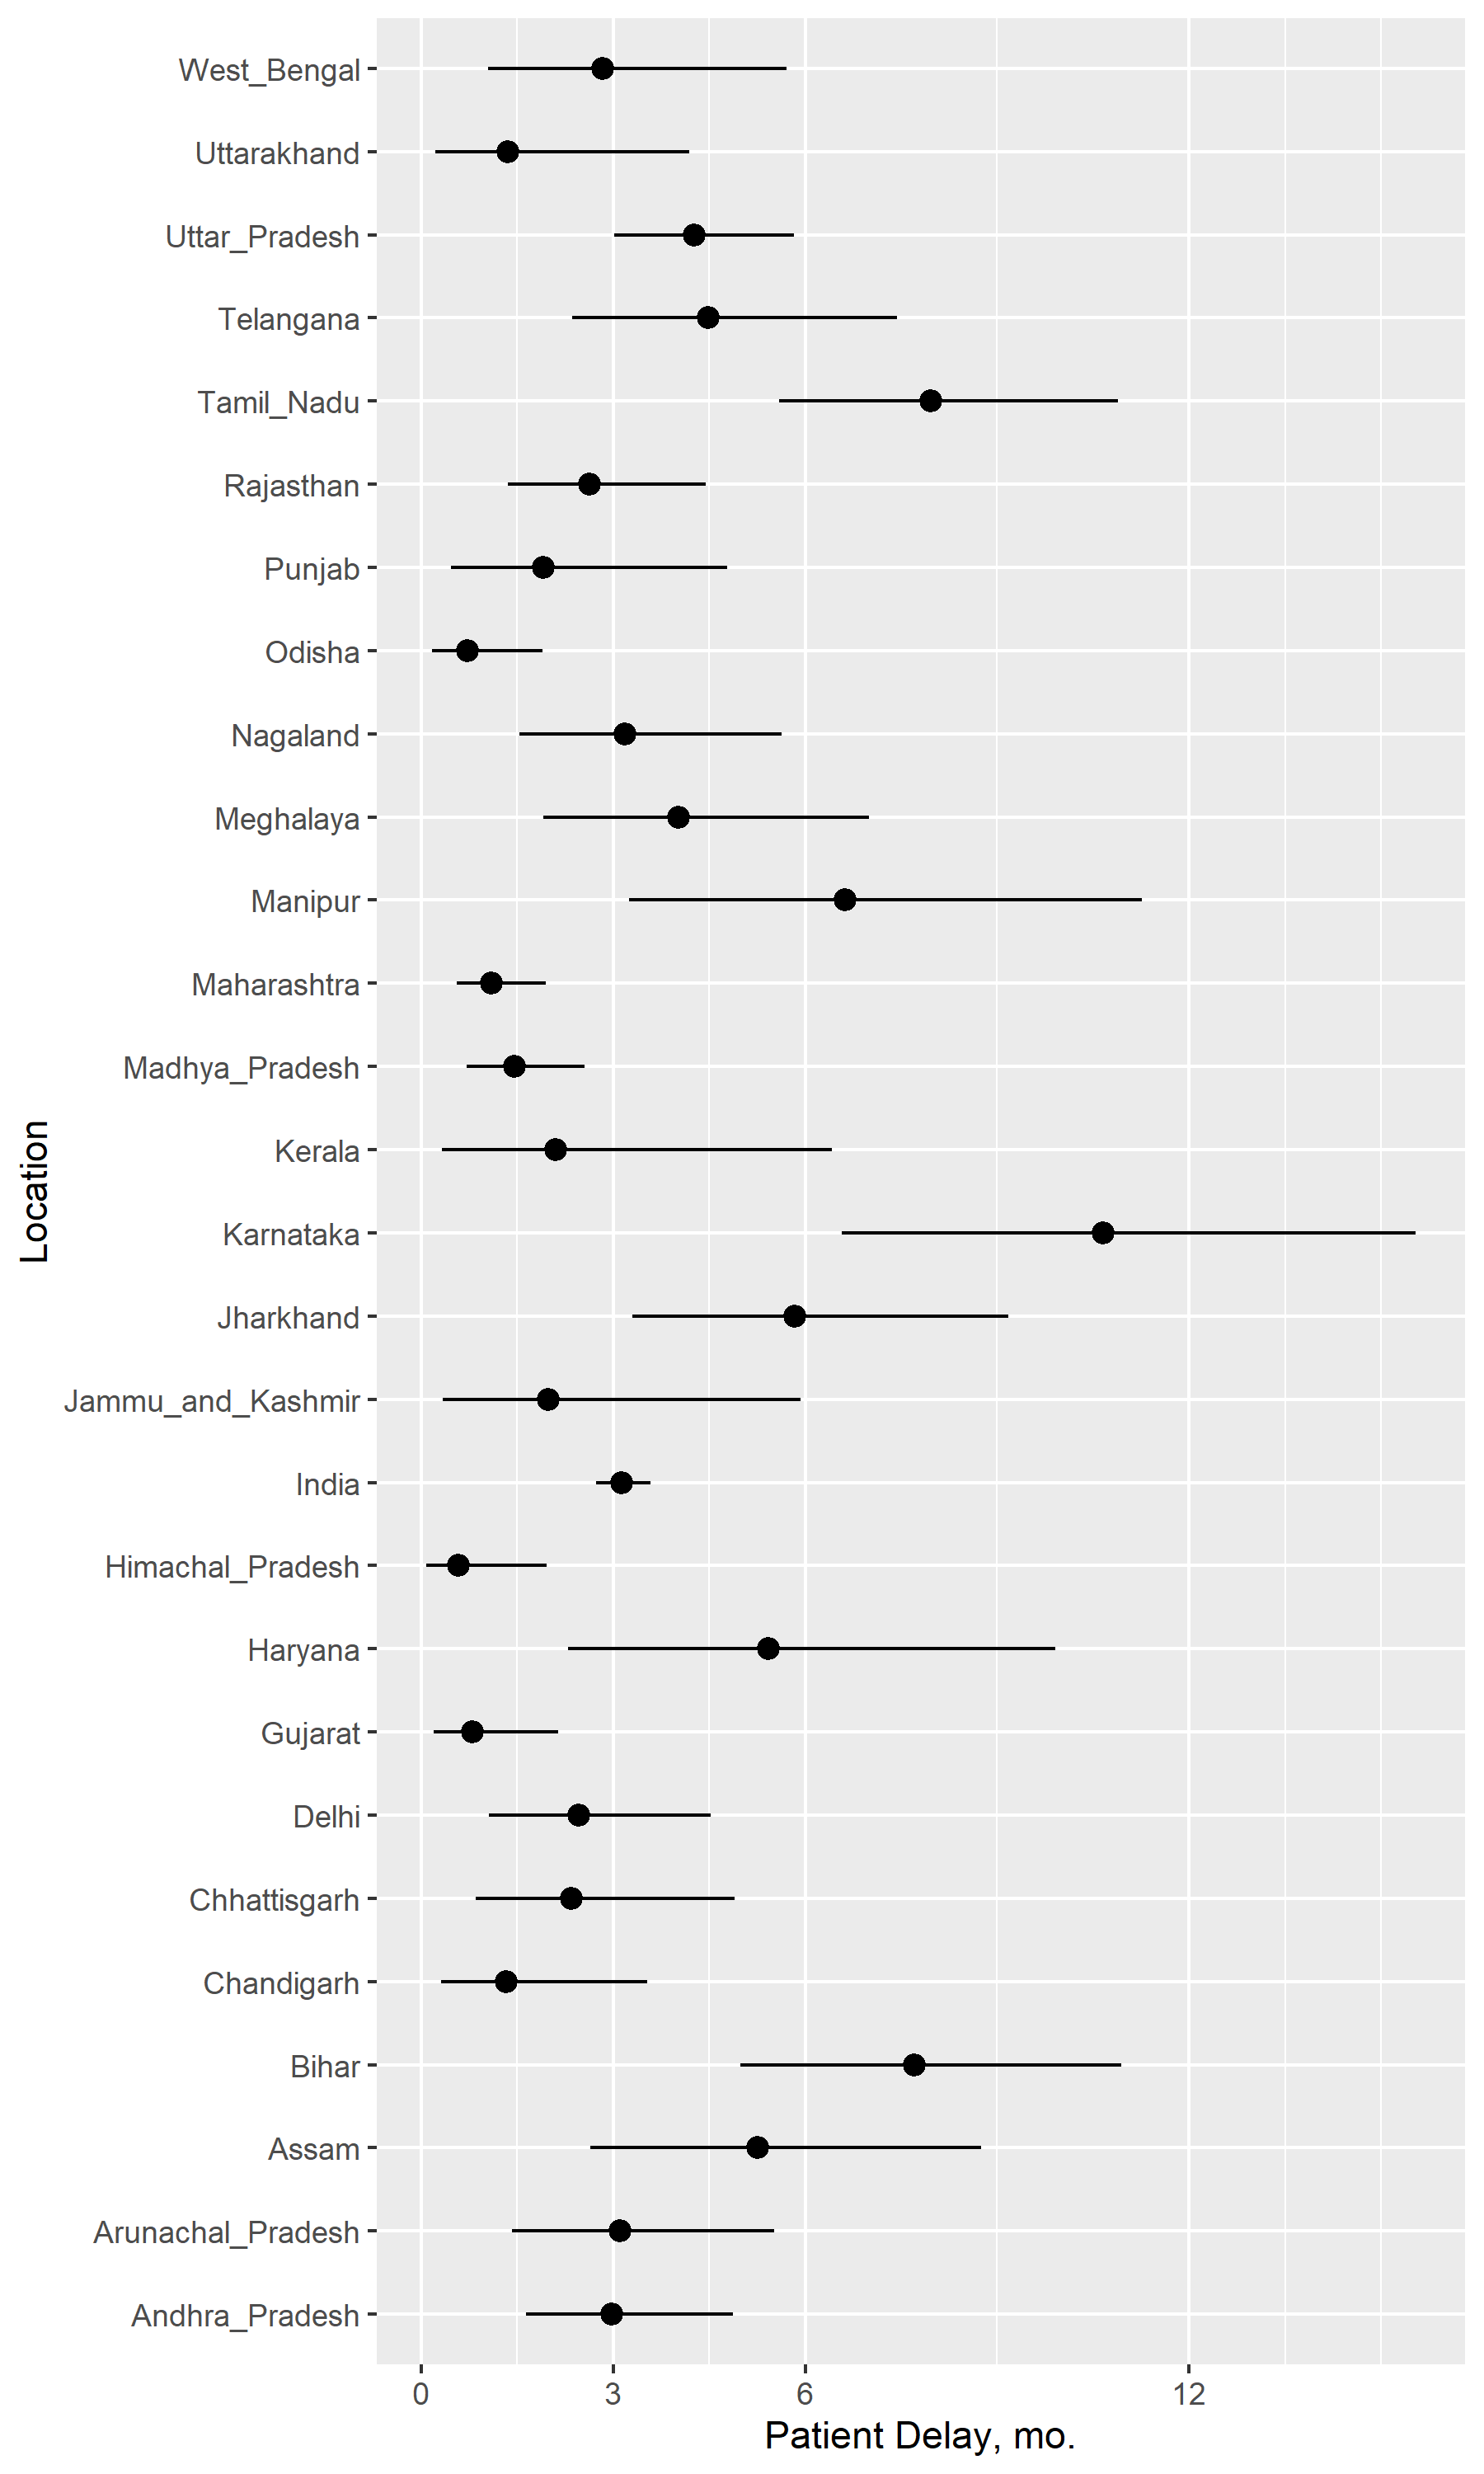 West_Bengal
Uttarakhand
Uttar_Pradesh
Telangana
Tamil_Nadu
Rajasthan
Punjab
Odisha
Nagaland
Meghalaya
Manipur
Maharashtra
Madhya_Pradesh
Kerala
Karnataka
Jharkhand
Jammu_and_Kashmir
India
Himachal_Pradesh
Haryana
Gujarat
Delhi
Chhattisgarh
Chandigarh
Bihar
Assam
Arunachal_Pradesh
Andhra_Pradesh
Location
0 3 6 12
Patient Delay, mo.